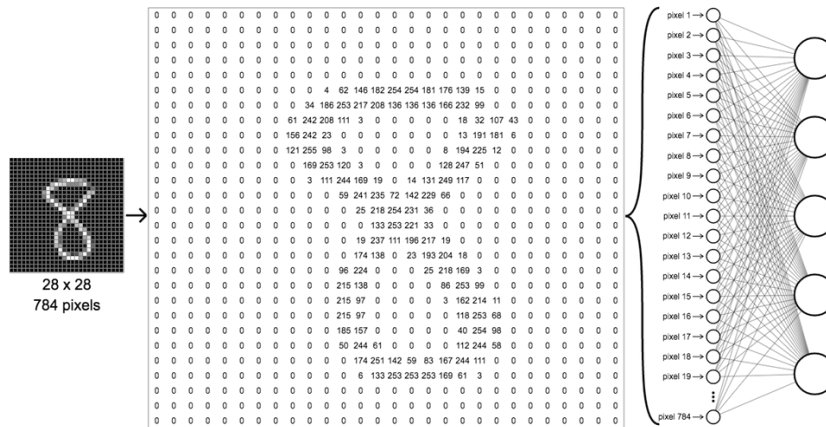 28 x 28
784 pixels
0 0 0 0 0 0 0 0 0 0 0 0 0 0 0 0 0 0 0 0 0 0 0 0 0 0 0 0
0 0 0 0 0 0 0 0 0 0 0 0 0 0 0 0 0 0 0 0 0 0 0 0 0 0 0 0
0 0 0 0 0 0 0 0 0 0 0 0 0 0 0 0 0 0 0 0 0 0 0 0 0 0 0 0
0 0 0 0 0 0 0 0 0 0 0 0 0 0 0 0 0 0 0 0 0 0 0 0 0 0 0 0
0 0 0 0 0 0 0 0 0 0 0 0 0 0 0 0 0 0 0 0 0 0 0 0 0 0 0 0
0 0 0 0 0 0 0 0 0 0 4 62 146 182 254 254 181 176 139 15 0 0 0 0 0 0 0 0
0 0 0 0 0 0 0 0 0 34 186 253 217 208 136 136 136 166 232 99 0 0 0 0 0 0 0 0
0 0 0 0 0 0 0 0 61 242 208 111 3 0 0 0 0 0 18 32 107 43 0 0 0 0 0 0
0 0 0 0 0 0 0 0 156 242 23 0 0 0 0 0 0 0 13 191 181 6 0 0 0 0 0 0
0 0 0 0 0 0 0 0 121 255 98 3 0 0 0 0 0 8 194 225 12 0 0 0 0 0 0 0
0 0 0 0 0 0 0 0 0 169 253 120 3 0 0 0 0 128 247 51 0 0 0 0 0 0 0 0
0 0 0 0 0 0 0 0 0 3 111 244 169 19 0 14 131 249 117 0 0 0 0 0 0 0 0 0
0 0 0 0 0 0 0 0 0 0 0 59 241 235 72 142 229 66 0 0 0 0 0 0 0 0 0 0
0 0 0 0 0 0 0 0 0 0 0 0 25 218 254 231 36 0 0 0 0 0 0 0 0 0 0 0
0 0 0 0 0 0 0 0 0 0 0 0 0 133 253 221 33 0 0 0 0 0 0 0 0 0 0 0
0 0 0 0 0 0 0 0 0 0 0 0 19 237 111 196 217 19 0 0 0 0 0 0 0 0 0 0
0 0 0 0 0 0 0 0 0 0 0 0 174 138 0 23 193 204 18 0 0 0 0 0 0 0 0 0
0 0 0 0 0 0 0 0 0 0 0 96 224 0 0 0 25 218 169 3 0 0 0 0 0 0 0 0
0 0 0 0 0 0 0 0 0 0 0 215 138 0 0 0 0 86 253 99 0 0 0 0 0 0 0 0
0 0 0 0 0 0 0 0 0 0 0 215 97 0 0 0 0 3 162 214 11 0 0 0 0 0 0 0
0 0 0 0 0 0 0 0 0 0 0 215 97 0 0 0 0 0 118 253 68 0 0 0 0 0 0 0
0 0 0 0 0 0 0 0 0 0 0 185 157 0 0 0 0 0 40 254 98 0 0 0 0 0 0 0
0 0 0 0 0 0 0 0 0 0 0 50 244 61 0 0 0 0 112 244 58 0 0 0 0 0 0 0
0 0 0 0 0 0 0 0 0 0 0 0 174 251 142 59 83 167 244 111 0 0 0 0 0 0 0 0
0 0 0 0 0 0 0 0 0 0 0 0 6 133 253 253 253 169 61 3 0 0 0 0 0 0 0 0
0 0 0 0 0 0 0 0 0 0 0 0 0 0 0 0 0 0 0 0 0 0 0 0 0 0 0 0
0 0 0 0 0 0 0 0 0 0 0 0 0 0 0 0 0 0 0 0 0 0 0 0 0 0 0 0
0 0 0 0 0 0 0 0 0 0 0 0 0 0 0 0 0 0 0 0 0 0 0 0 0 0 0 0
pixel 1
pixel 2
pixel 3
pixel 4
pixel 5
pixel 6
pixel 7
pixel 8
pixel 9
pixel 10
pixel 11
pixel 12
pixel 13
pixel 14
pixel 15
pixel 16
pixel 17
pixel 18
pixel 19
pixel 784